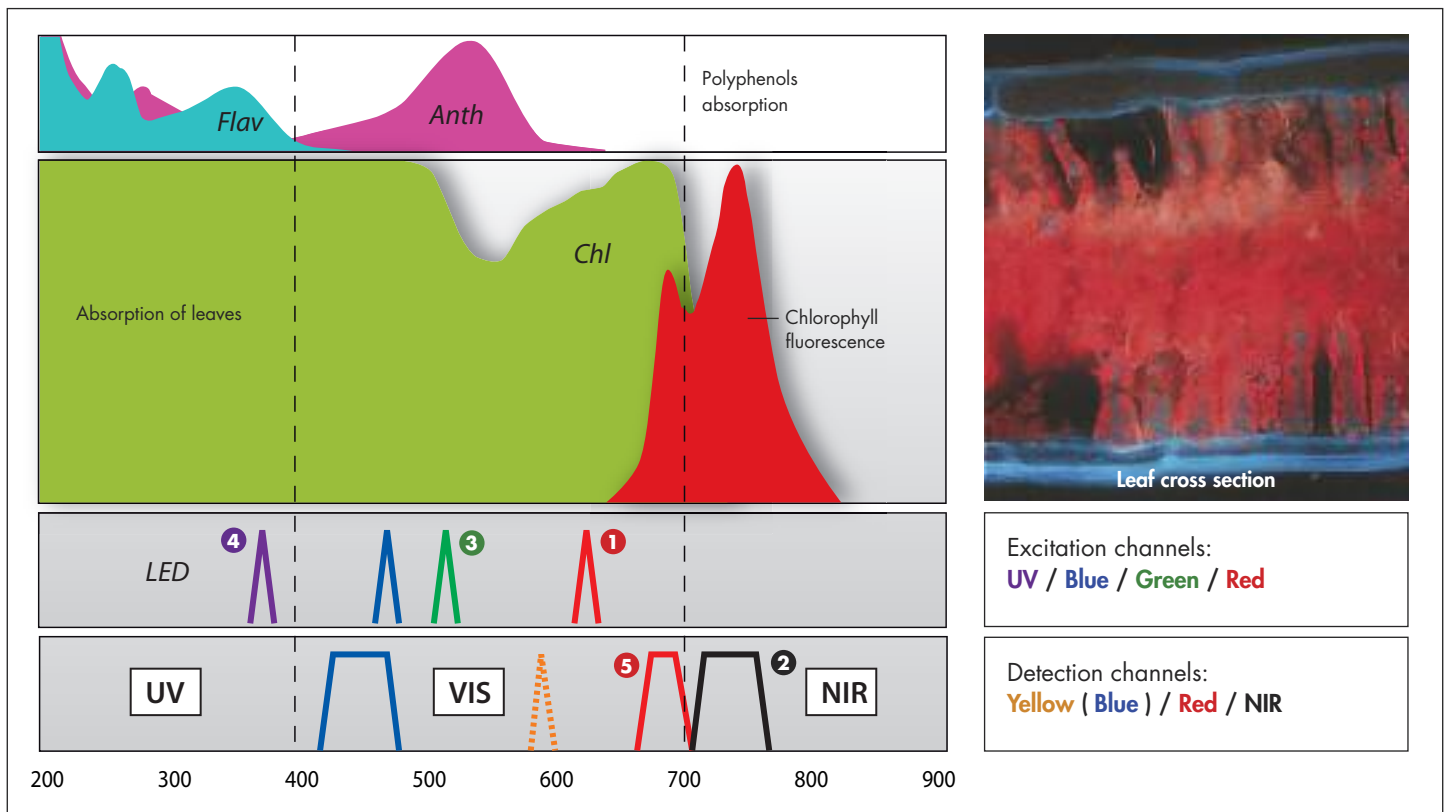 Flav
Anth
Polyphenols
absorption
Absorption of leaves
Chl
Chlorophyll
fluorescence
Leaf cross section
LED
4
3
1
Excitation channels:
UV / Blue / Green / Red
UV
VIS
5
2
NIR
Detection channels:
Yellow ( Blue ) / Red / NIR
200 300 400 500 600 700 800 900